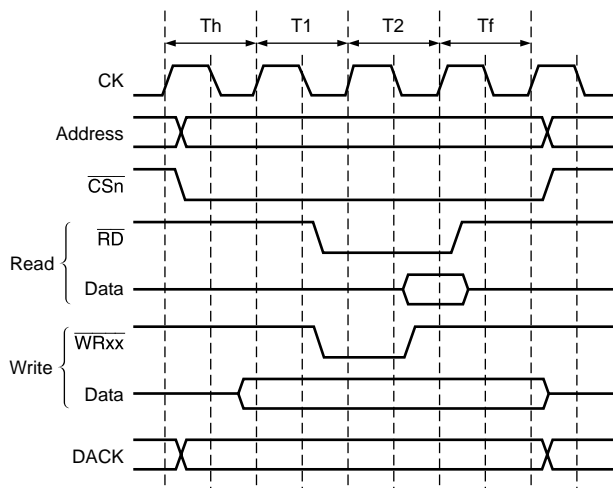 Th T1 T2 Tf
CK
Address
CSn
RD
Read
Data
WRxx
Write
Data
DACK